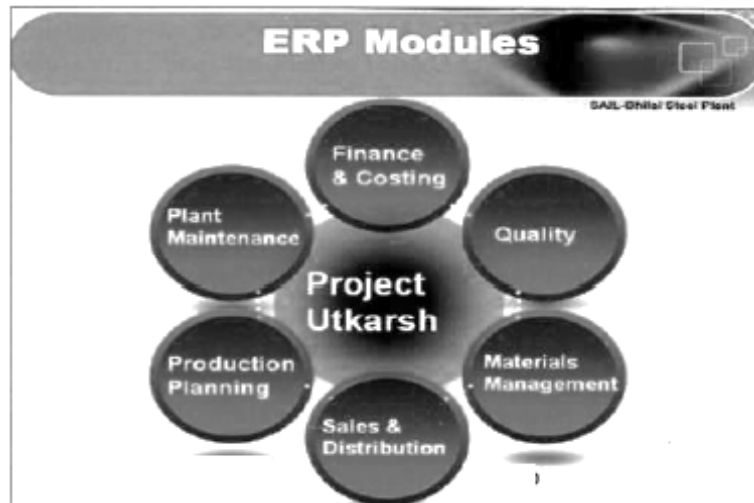 ERP Modules
SAIL-Bhilai Steel Plant
Finance
& Costing
Plant
Maintenance
Quality
Project
Utkarsh
Production
Planning
Materials
Management
Sales &
Distribution